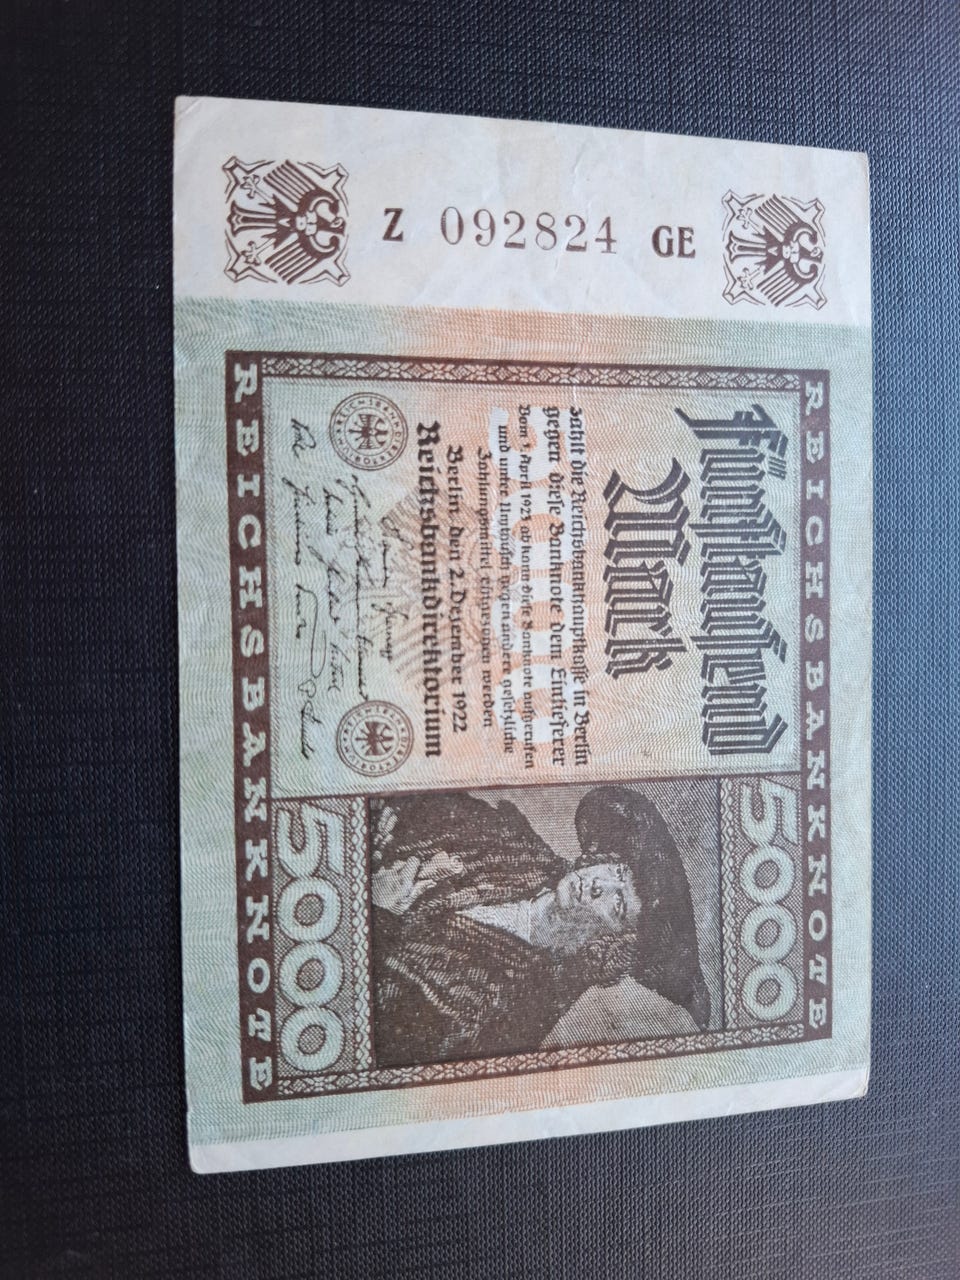 Z 092824 GE
REICHSBANKNOTE
Fünftausend
Mark
zahlt die Reichsbankhauptkasse in Berlin
gegen diese Banknote dem Einlieferer
Vom 1. April 1923 ab kann diese Banknote aufgerufen
und unter Umtausch gegen andere gesetzliche
Zahlungsmittel eingezogen werden
Berlin, den 2. Dezember 1922
Reichsbankdirektorium
REICHSBANKDIREKTORIUM
REICHSBANKDIREKTORIUM
5000
5000
REICHSBANKNOTE